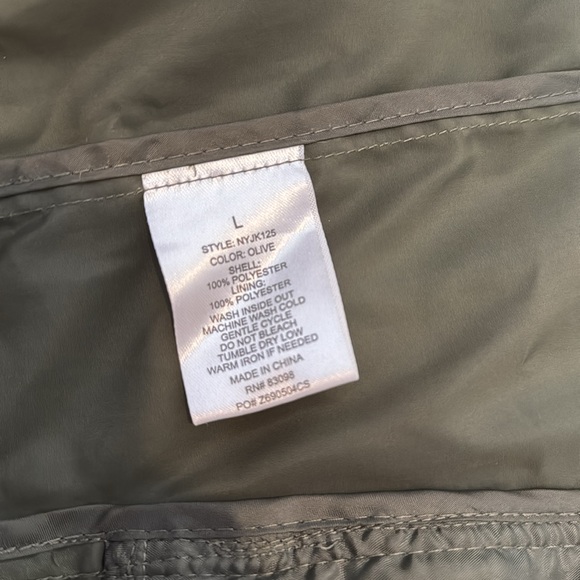 L
STYLE: NYJK125
COLOR: OLIVE
SHELL:
100% POLYESTER
LINING:
100% POLYESTER
WASH INSIDE OUT
MACHINE WASH COLD
GENTLE CYCLE
DO NOT BLEACH
TUMBLE DRY LOW
WARM IRON IF NEEDED
MADE IN CHINA
RN# 83098
PO# Z690504CS